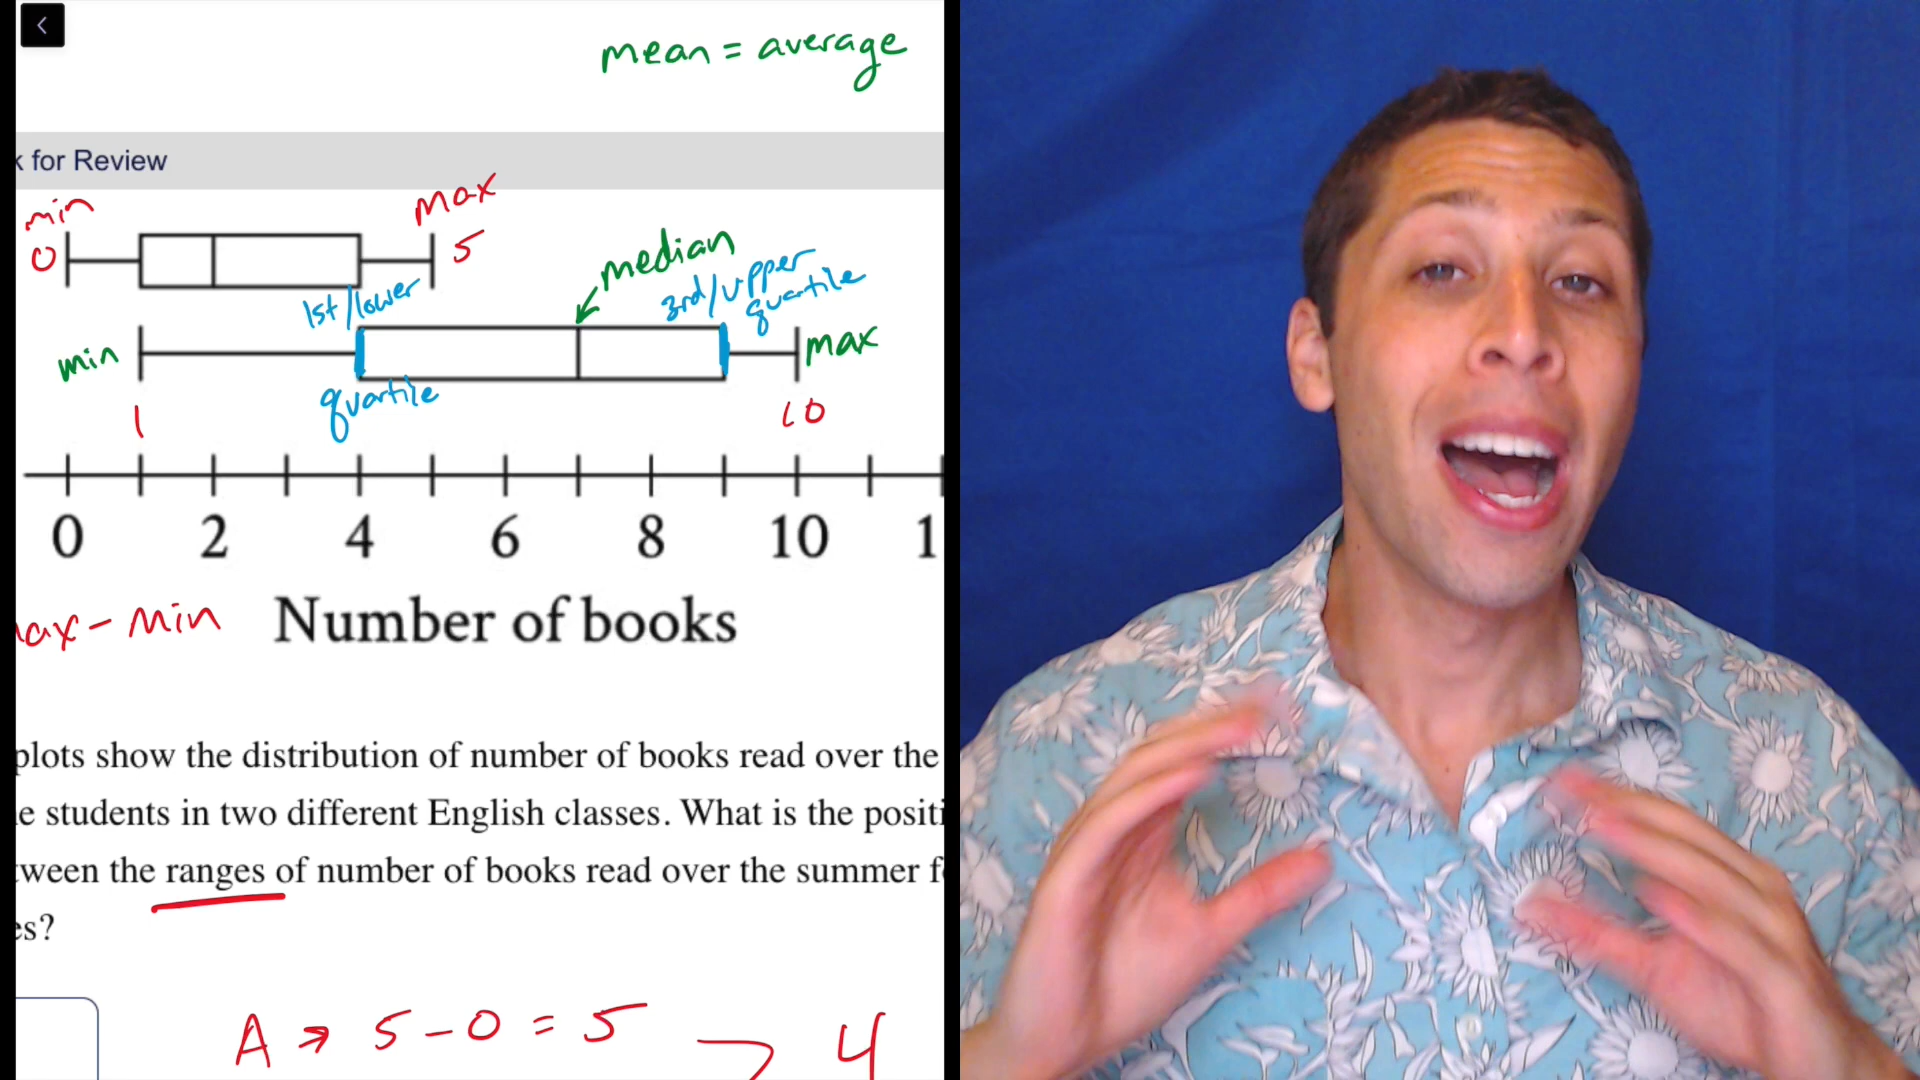 mean = average
k for Review
min
max
0
5
median
1st/lower
3rd/upper
quartile
min
max
quartile
1
10
0 2 4 6 8 10 1
max - min
Number of books
plots show the distribution of number of books read over the
e students in two different English classes. What is the positi
tween the ranges of number of books read over the summer f
es?
A → 5 - 0 = 5
4